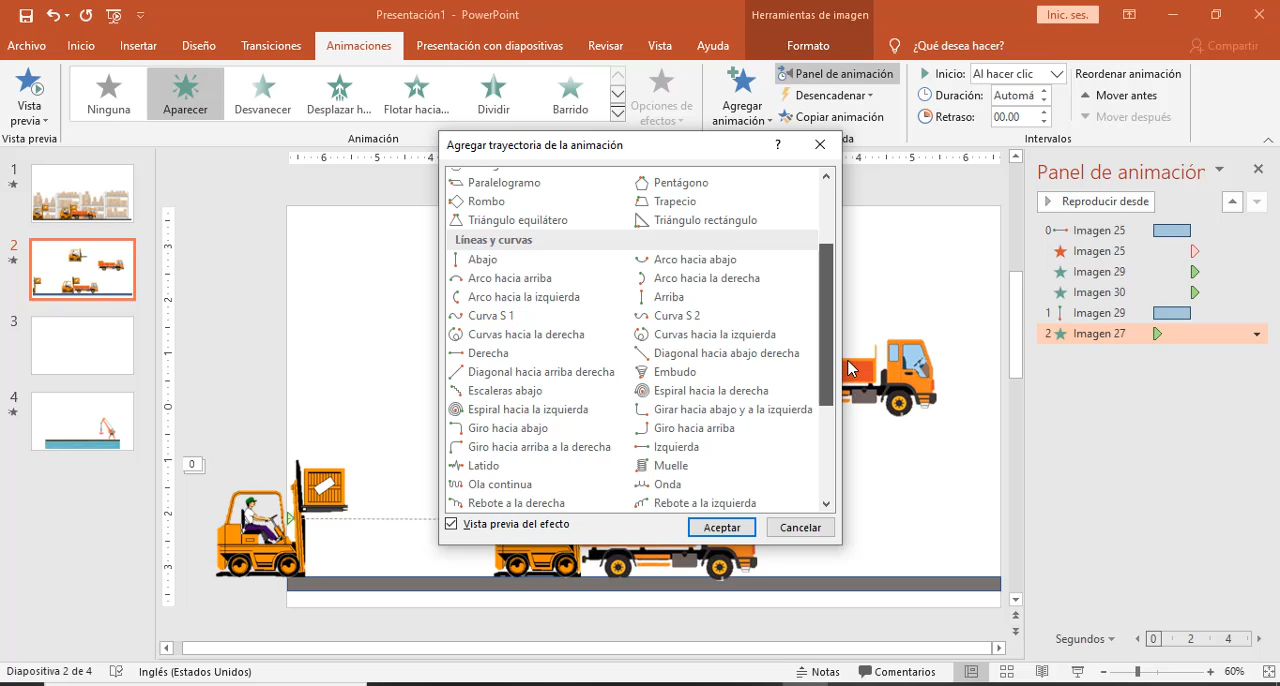 Presentación1 - PowerPoint
Herramientas de imagen
Inic. ses.
Archivo
Inicio
Insertar
Diseño
Transiciones
Animaciones
Presentación con diapositivas
Revisar
Vista
Ayuda
Formato
¿Qué desea hacer?
Compartir
Vista
previa
Vista previa
Ninguna
Aparecer
Desvanecer
Desplazar h...
Flotar hacia...
Dividir
Barrido
Animación
Opciones de
efectos
Agregar
animación
Panel de animación
Desencadenar
Copiar animación
Inicio: Al hacer clic
Duración: Automá
Retraso: 00.00
Reordenar animación
Mover antes
Mover después
Intervalos
1
2
3
4
Agregar trayectoria de la animación
?
Paralelogramo
Pentágono
Rombo
Trapecio
Triángulo equilátero
Triángulo rectángulo
Líneas y curvas
Abajo
Arco hacia abajo
Arco hacia arriba
Arco hacia la derecha
Arco hacia la izquierda
Arriba
Curva S 1
Curva S 2
Curvas hacia la derecha
Curvas hacia la izquierda
Derecha
Diagonal hacia abajo derecha
Diagonal hacia arriba derecha
Embudo
Escaleras abajo
Espiral hacia la derecha
Espiral hacia la izquierda
Girar hacia abajo y a la izquierda
Giro hacia abajo
Giro hacia arriba
Giro hacia arriba a la derecha
Izquierda
Latido
Muelle
Ola continua
Onda
Rebote a la derecha
Rebote a la izquierda
Vista previa del efecto
Aceptar
Cancelar
0
Panel de animación
Reproducir desde
0 Imagen 25
Imagen 25
Imagen 29
Imagen 30
1 Imagen 29
2 Imagen 27
Segundos
0 2 4
Diapositiva 2 de 4
Inglés (Estados Unidos)
Notas
Comentarios
60%